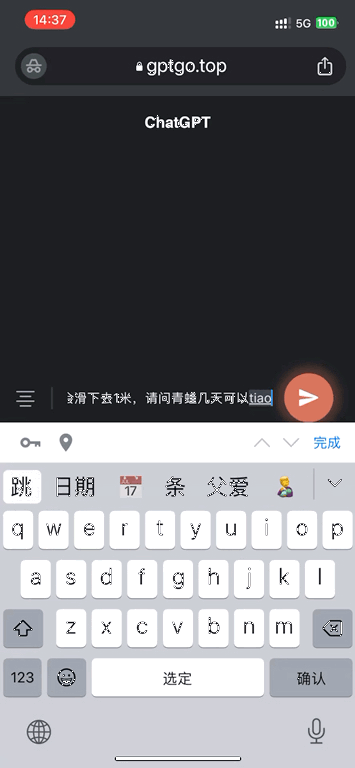 14:37
5G 100
gptgo.top
ChatGPT
滑下去1米，请问青蛙几天可以tiao
完成
跳 日期 17 条 父爱
q w e r t y u i o p
a s d f g h j k l
z x c v b n m
123 选定 确认